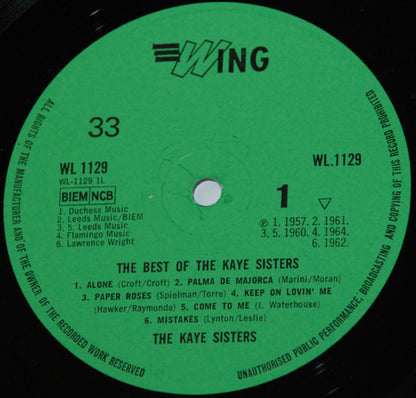 WING
33
WL 1129
WL-1129 1L
BIEM NCB
1. Duchess Music
2. Leeds Music/BIEM
3. 5. Leeds Music
4. Flamingo Music
6. Lawrence Wright
WL.1129
1 ▽
℗ 1. 1957. 2. 1961.
3, 5. 1960. 4. 1964.
6. 1962.
THE BEST OF THE KAYE SISTERS
1. ALONE (Croft/Croft) 2. PALMA DE MAJORCA (Marini/Moran)
3. PAPER ROSES (Spielman/Torre) 4. KEEP ON LOVIN' ME
(Hawker/Raymonde) 5. COME TO ME (J. Waterhouse)
6. MISTAKES (Lynton/Leslie)
THE KAYE SISTERS
ALL RIGHTS OF THE MANUFACTURER AND OF THE OWNER OF THE RECORDED WORK RESERVED
UNAUTHORISED PUBLIC PERFORMANCE, BROADCASTING AND COPYING OF THIS RECORD PROHIBITED